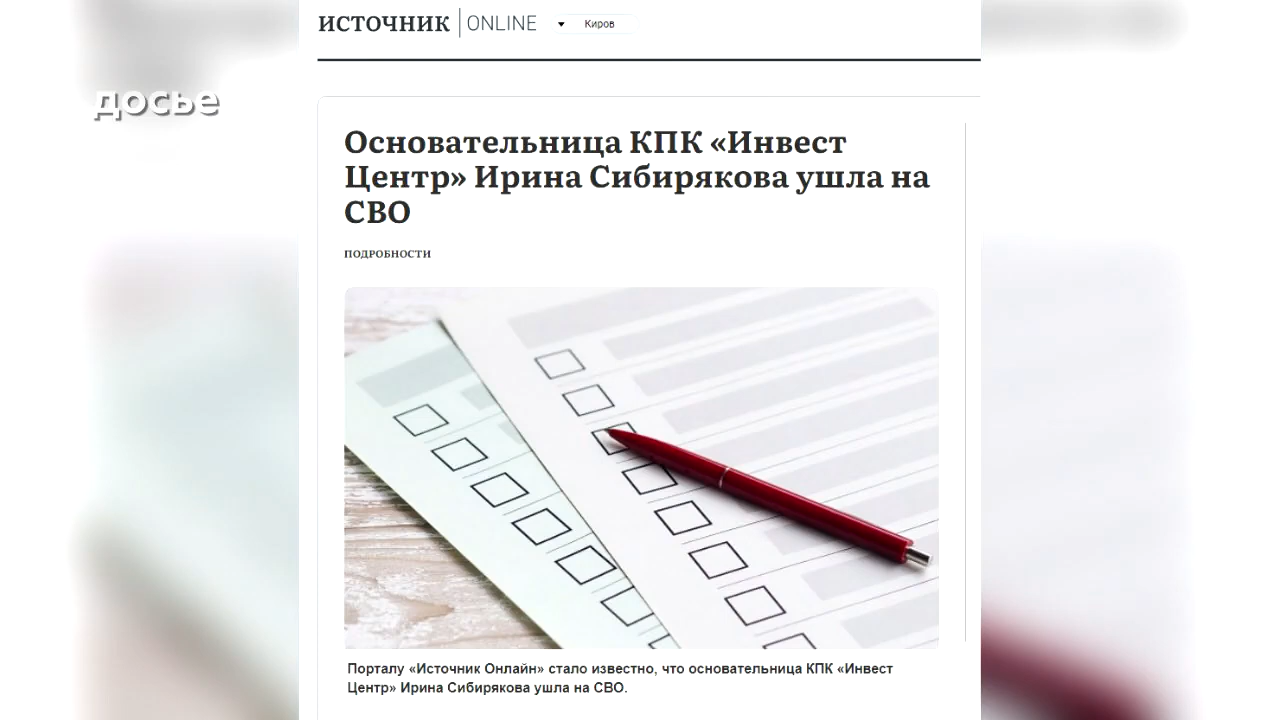 ИСТОЧНИК | ONLINE
Киров
досье
Основательница КПК «Инвест
Центр» Ирина Сибирякова ушла на
СВО
ПОДРОБНОСТИ
Порталу «Источник Онлайн» стало известно, что основательница КПК «Инвест
Центр» Ирина Сибирякова ушла на СВО.